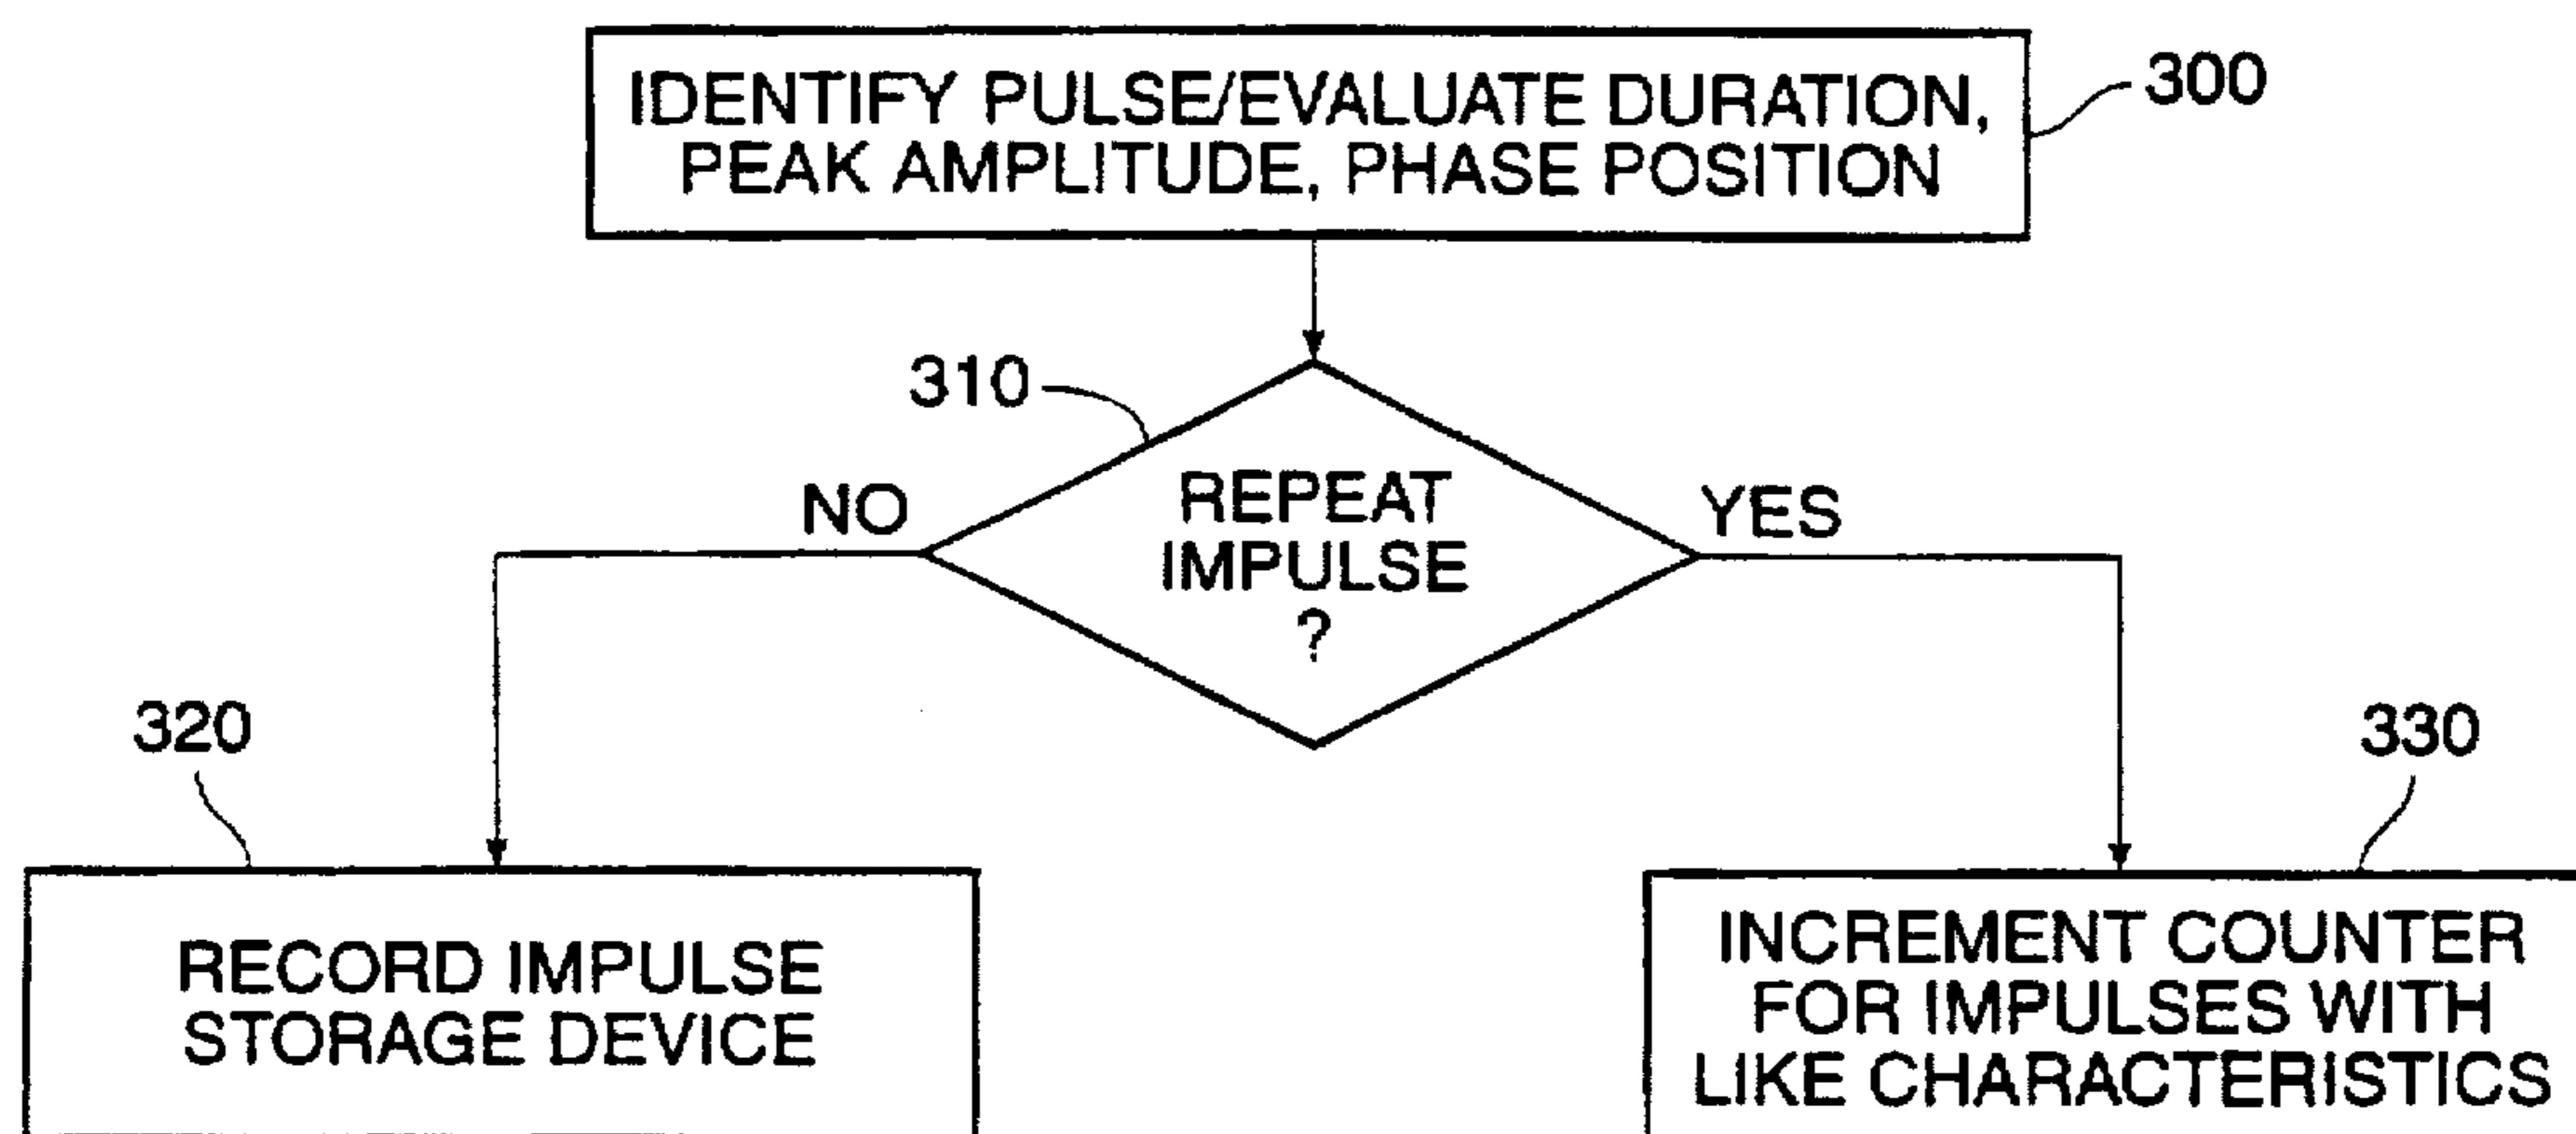 IDENTIFY PULSE/EVALUATE DURATION,
PEAK AMPLITUDE, PHASE POSITION
300
310
NO
REPEAT
IMPULSE
?
YES
320
330
RECORD IMPULSE
STORAGE DEVICE
INCREMENT COUNTER
FOR IMPULSES WITH
LIKE CHARACTERISTICS